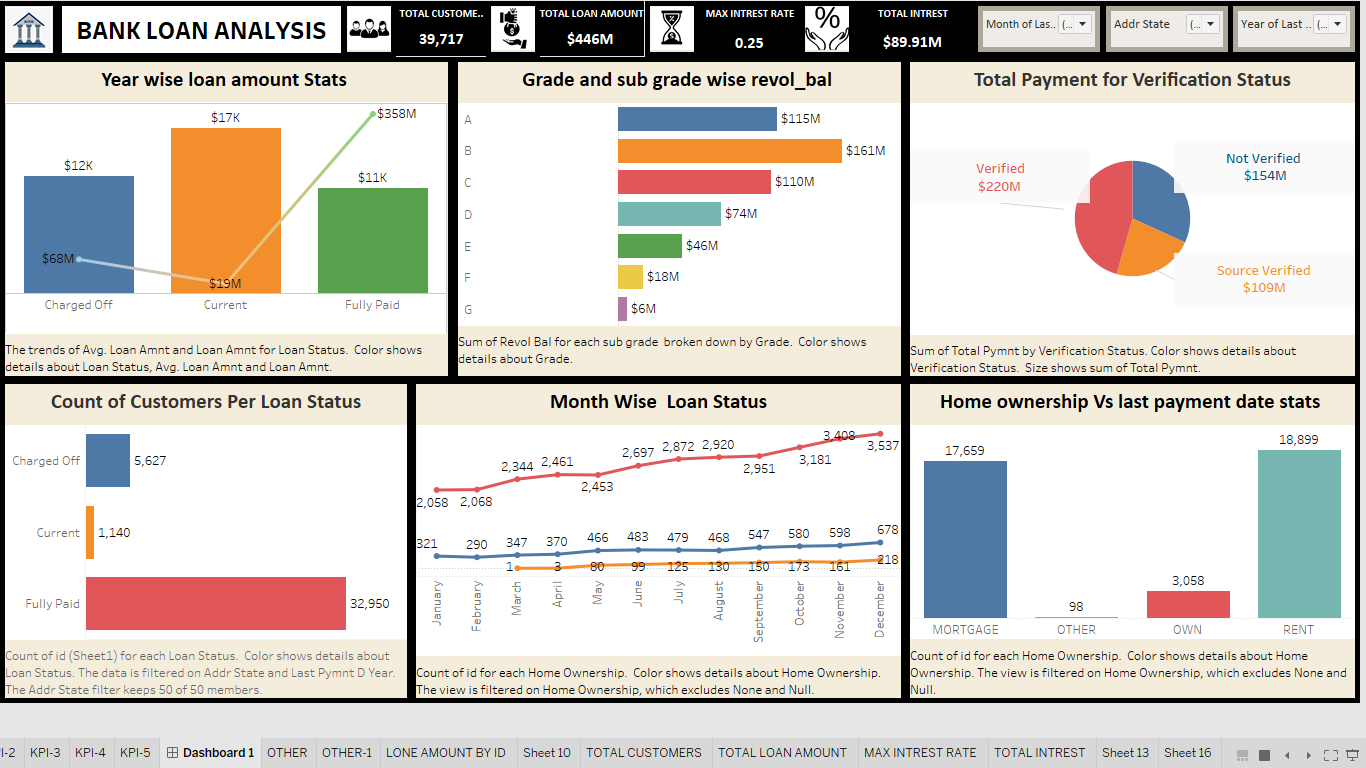 BANK LOAN ANALYSIS
TOTAL CUSTOME..
39,717
TOTAL LOAN AMOUNT
$446M
MAX INTREST RATE
0.25
%
TOTAL INTREST
$89.91M
Month of Las.. (...
Addr State (...
Year of Last .. (...
Year wise loan amount Stats
$12K
$17K
$11K
$358M
$68M
$19M
Charged Off
Current
Fully Paid
The trends of Avg. Loan Amnt and Loan Amnt for Loan Status. Color shows
details about Loan Status, Avg. Loan Amnt and Loan Amnt.
Grade and sub grade wise revol_bal
A $115M
B $161M
C $110M
D $74M
E $46M
F $18M
G $6M
Sum of Revol Bal for each sub grade broken down by Grade. Color shows
details about Grade.
Total Payment for Verification Status
Verified
$220M
Not Verified
$154M
Source Verified
$109M
Sum of Total Pymnt by Verification Status. Color shows details about
Verification Status. Size shows sum of Total Pymnt.
Count of Customers Per Loan Status
Charged Off 5,627
Current 1,140
Fully Paid 32,950
Count of id (Sheet1) for each Loan Status. Color shows details about
Loan Status. The data is filtered on Addr State and Last Pymnt D Year.
The Addr State filter keeps 50 of 50 members.
Month Wise Loan Status
2,058 2,068 2,344 2,461 2,453 2,697 2,872 2,920 2,951 3,181 3,408 3,537
321 290 347 370 466 483 479 468 547 580 598 678
1 3 80 99 125 130 150 173 161 218
January
February
March
April
May
June
July
August
September
October
November
December
Count of id for each Home Ownership. Color shows details about Home Ownership.
The view is filtered on Home Ownership, which excludes None and Null.
Home ownership Vs last payment date stats
17,659
98
3,058
18,899
MORTGAGE
OTHER
OWN
RENT
Count of id for each Home Ownership. Color shows details about Home
Ownership. The view is filtered on Home Ownership, which excludes None and
Null.
I-2 KPI-3 KPI-4 KPI-5 Dashboard 1 OTHER OTHER-1 LONE AMOUNT BY ID Sheet 10 TOTAL CUSTOMERS TOTAL LOAN AMOUNT MAX INTREST RATE TOTAL INTREST Sheet 13 Sheet 16